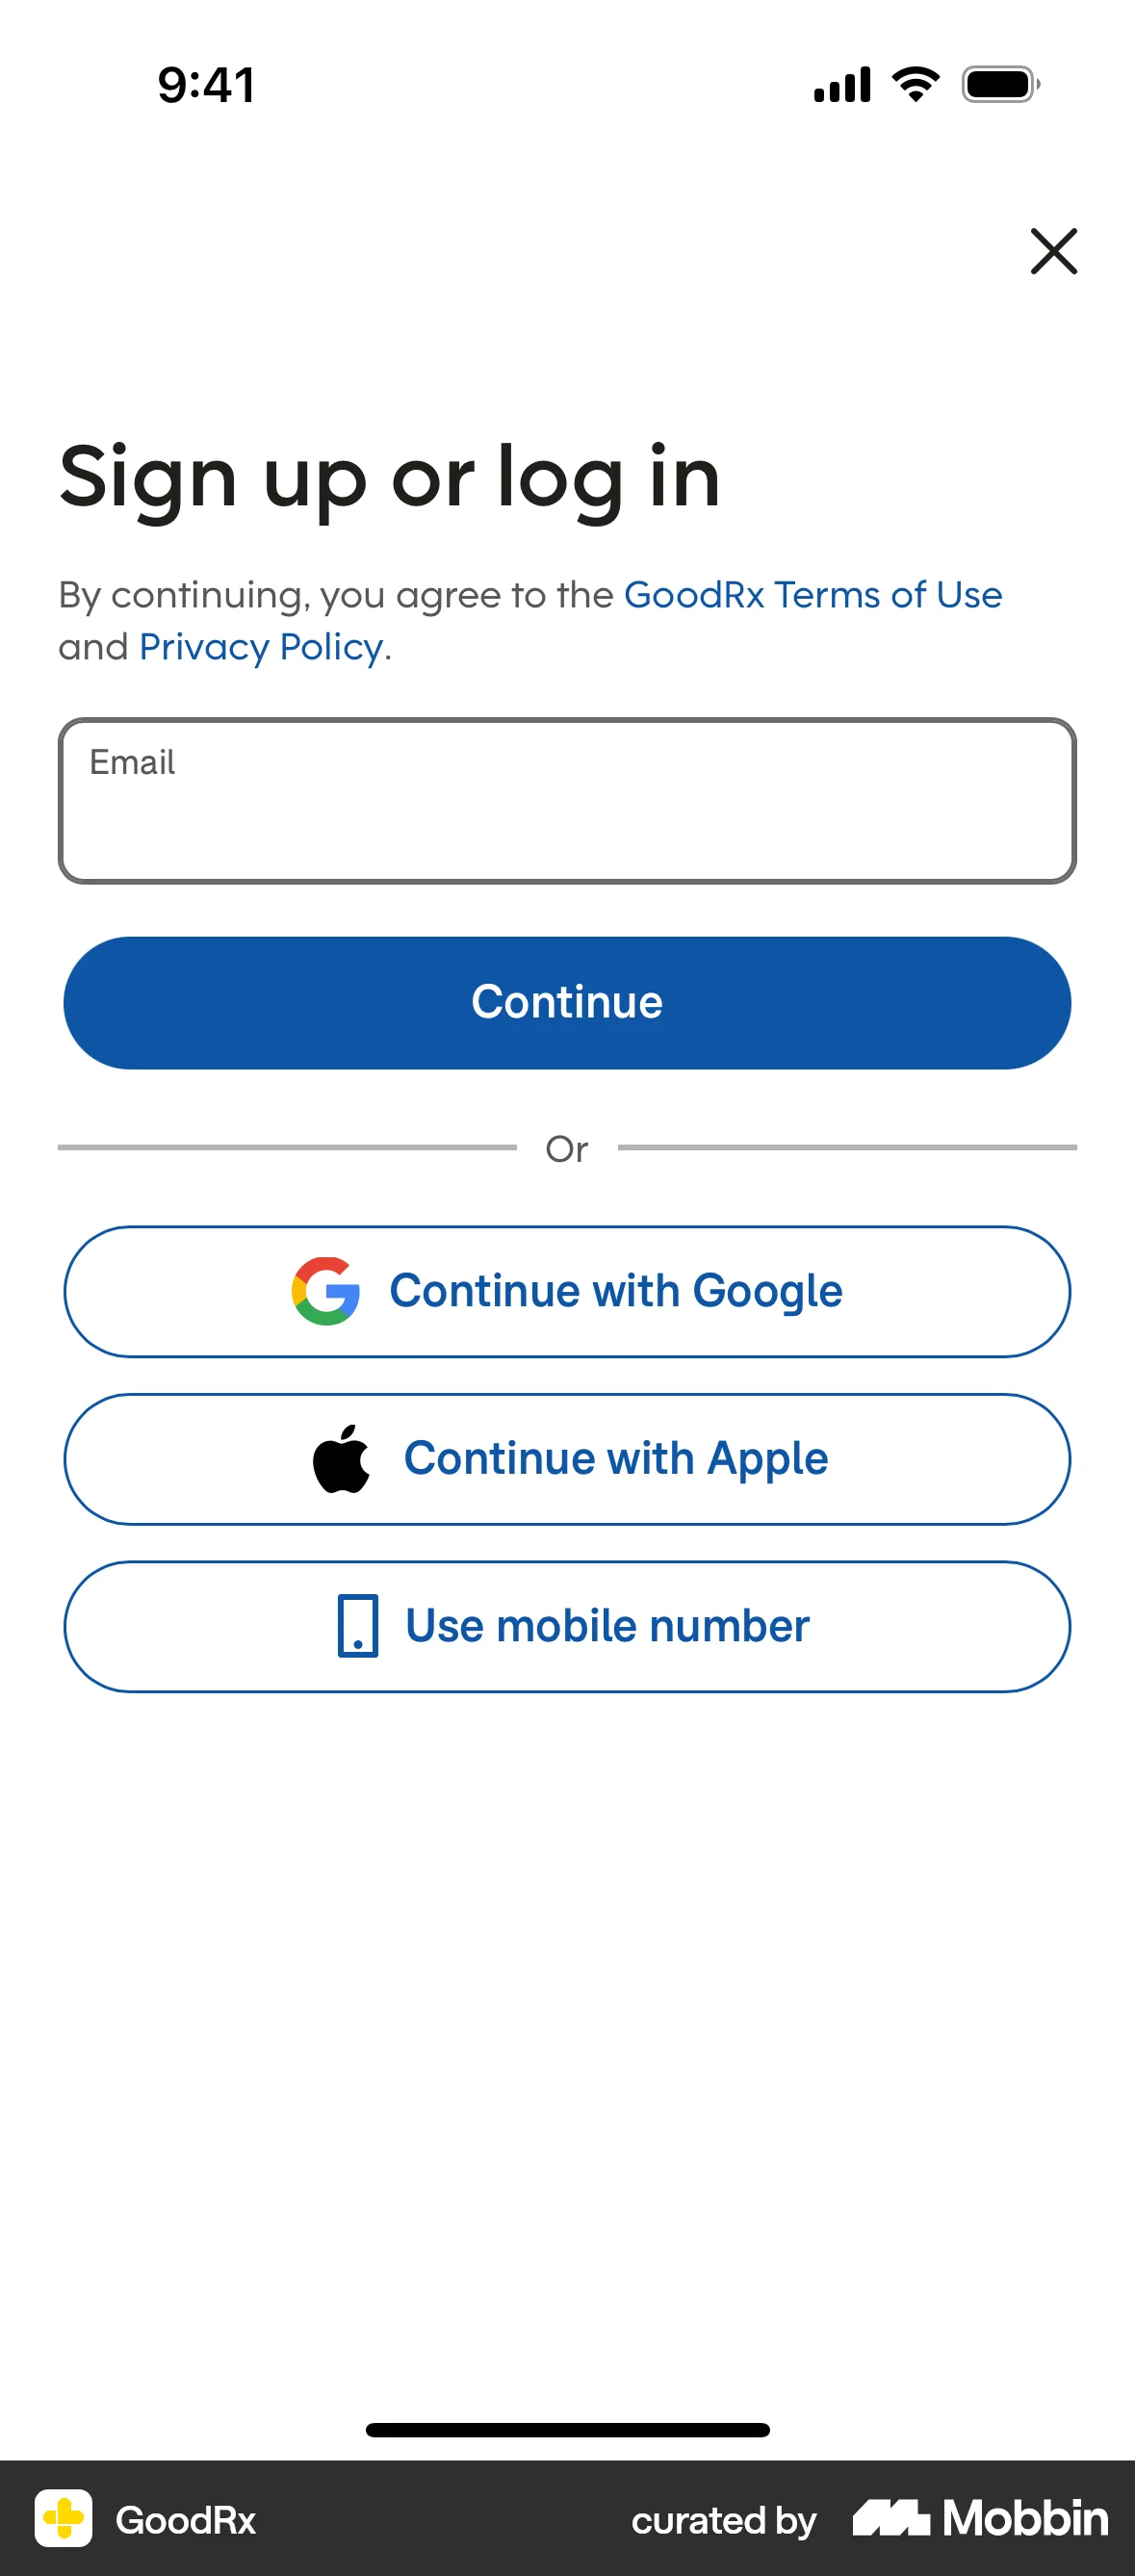 9:41
Sign up or log in
By continuing, you agree to the GoodRx Terms of Use
and Privacy Policy.
Email
Continue
Or
Continue with Google
Continue with Apple
Use mobile number
GoodRx
curated by Mobbin